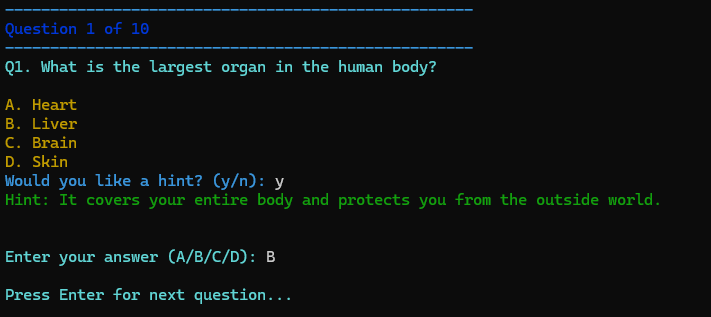 ----------------------------------------------------
Question 1 of 10
----------------------------------------------------
Q1. What is the largest organ in the human body?
A. Heart
B. Liver
C. Brain
D. Skin
Would you like a hint? (y/n): y
Hint: It covers your entire body and protects you from the outside world.
Enter your answer (A/B/C/D): B
Press Enter for next question...